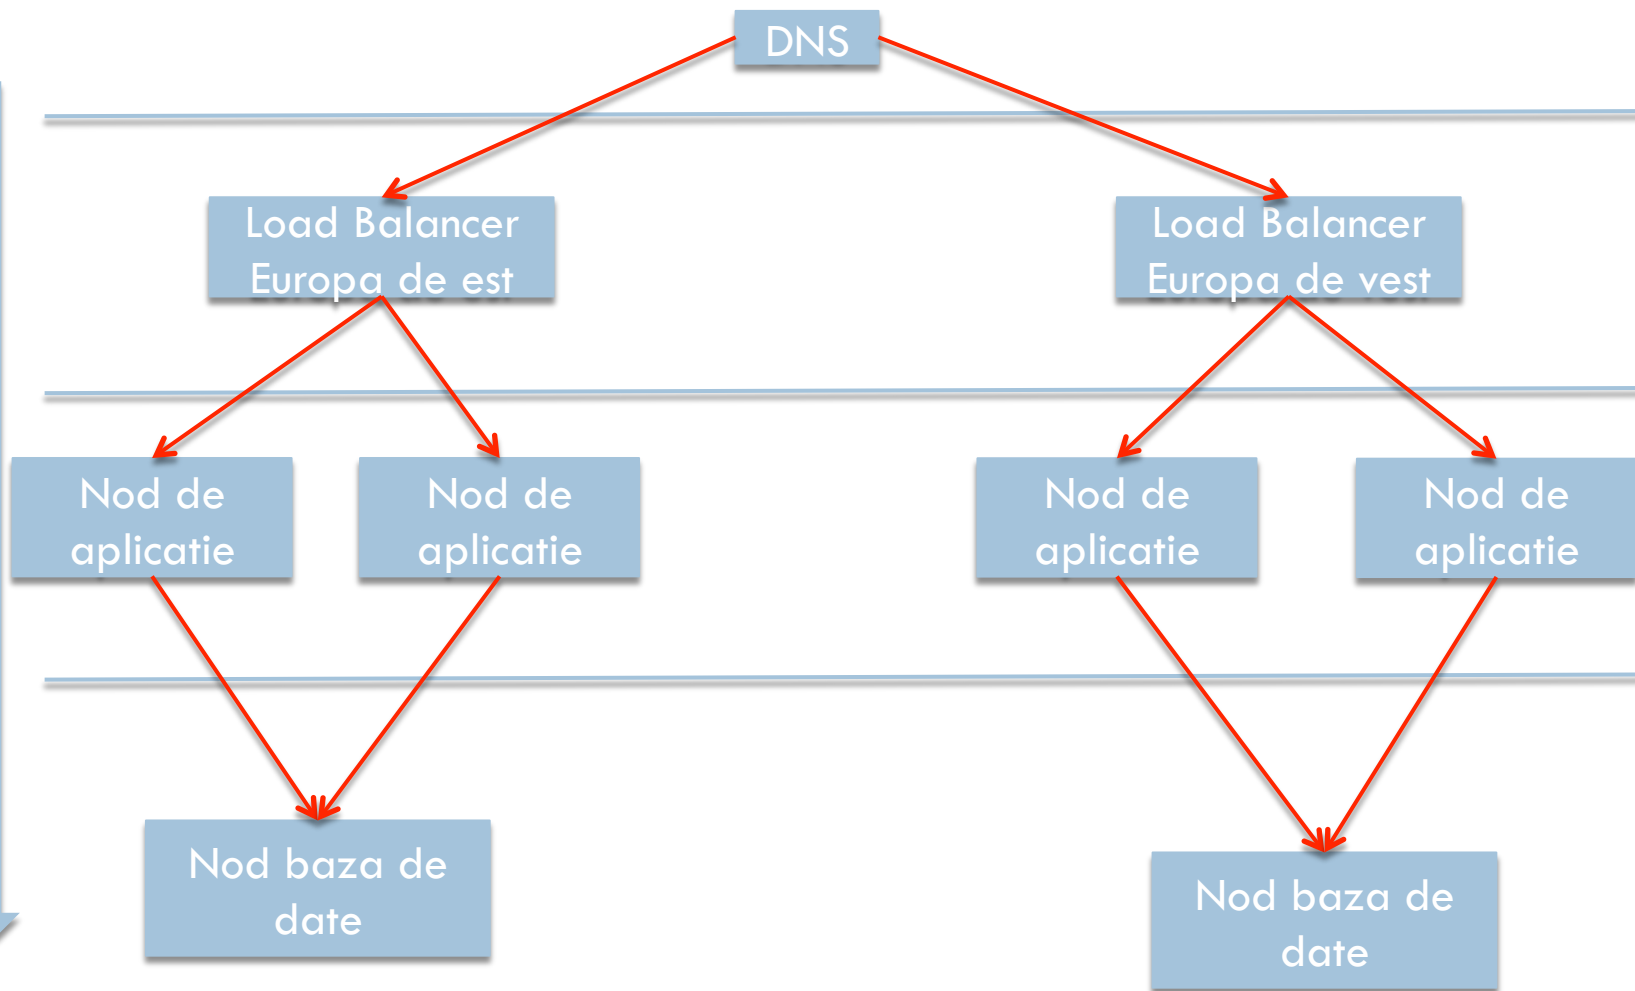 DNS
Load Balancer
Europa de est
Load Balancer
Europa de vest
Nod de
aplicatie
Nod de
aplicatie
Nod de
aplicatie
Nod de
aplicatie
Nod baza de
date
Nod baza de
date